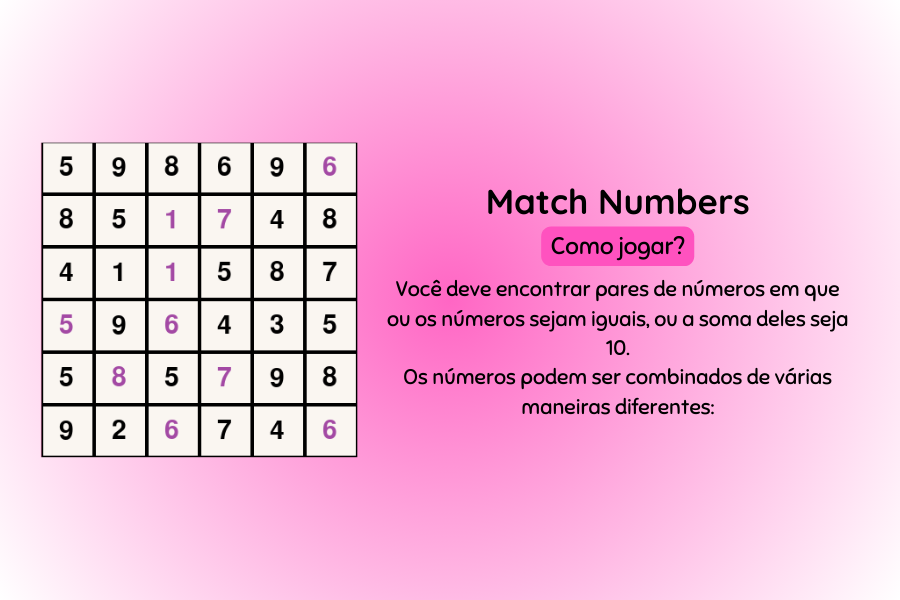 5 9 8 6 9 6
8 5 1 7 4 8
4 1 1 5 8 7
5 9 6 4 3 5
5 8 5 7 9 8
9 2 6 7 4 6
Match Numbers
Como jogar?
Você deve encontrar pares de números em que
ou os números sejam iguais, ou a soma deles seja
10.
Os números podem ser combinados de várias
maneiras diferentes: